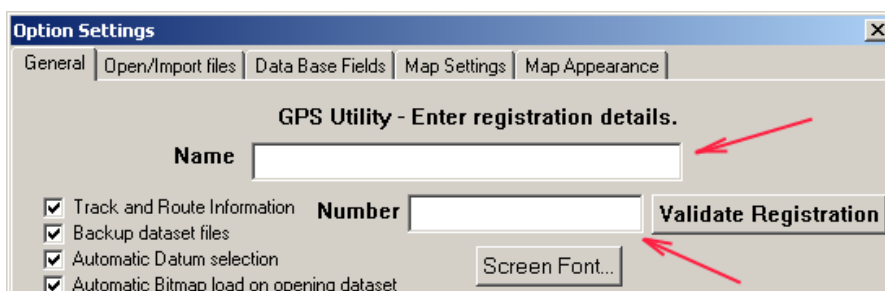 Option Settings
General Open/Import files Data Base Fields Map Settings Map Appearance
GPS Utility - Enter registration details.
Name
Track and Route Information Number Validate Registration
Backup dataset files
Automatic Datum selection Screen Font...
Automatic Bitmap load on opening dataset